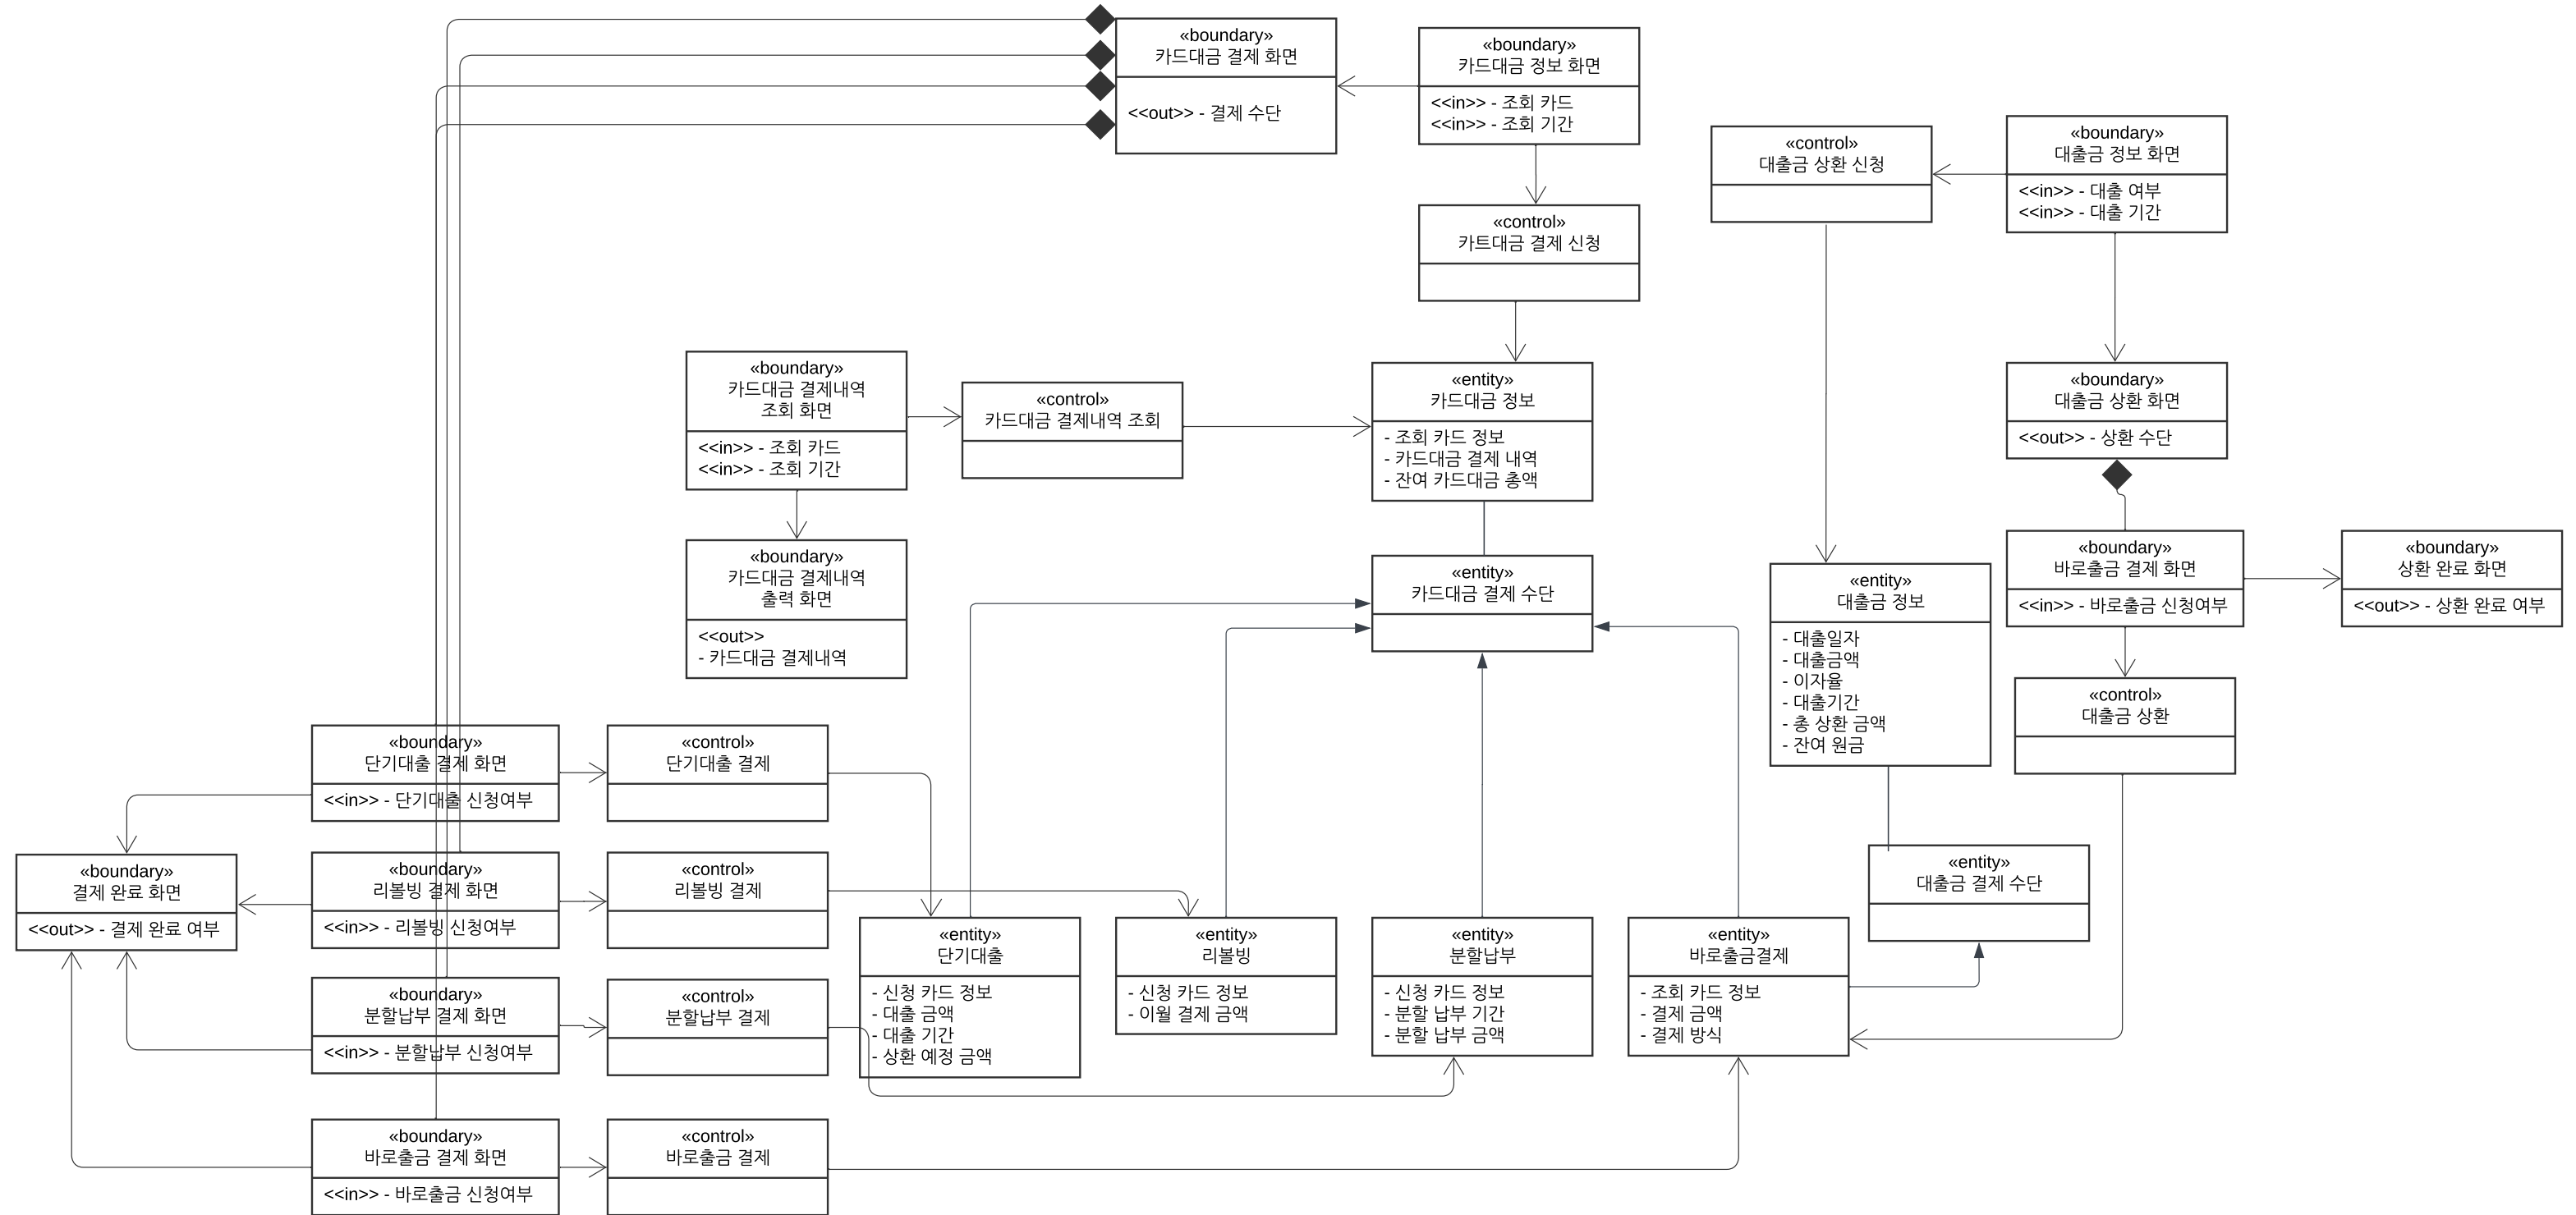 «boundary»
카드대금 결제 화면
<<out>> - 결제 수단
«boundary»
카드대금 정보 화면
<<in>> - 조회 카드
<<in>> - 조회 기간
«control»
대출금 상환 신청
«boundary»
대출금 정보 화면
<<in>> - 대출 여부
<<in>> - 대출 기간
«control»
카트대금 결제 신청
«boundary»
카드대금 결제내역
조회 화면
<<in>> - 조회 카드
<<in>> - 조회 기간
«control»
카드대금 결제내역 조회
«entity»
카드대금 정보
- 조회 카드 정보
- 카드대금 결제 내역
- 잔여 카드대금 총액
«boundary»
대출금 상환 화면
<<out>> - 상환 수단
«boundary»
카드대금 결제내역
출력 화면
<<out>>
- 카드대금 결제내역
«entity»
카드대금 결제 수단
«entity»
대출금 정보
- 대출일자
- 대출금액
- 이자율
- 대출기간
- 총 상환 금액
- 잔여 원금
«boundary»
바로출금 결제 화면
<<in>> - 바로출금 신청여부
«boundary»
상환 완료 화면
<<out>> - 상환 완료 여부
«control»
대출금 상환
«boundary»
단기대출 결제 화면
<<in>> - 단기대출 신청여부
«control»
단기대출 결제
«boundary»
결제 완료 화면
<<out>> - 결제 완료 여부
«boundary»
리볼빙 결제 화면
<<in>> - 리볼빙 신청여부
«control»
리볼빙 결제
«entity»
대출금 결제 수단
«entity»
단기대출
- 신청 카드 정보
- 대출 금액
- 대출 기간
- 상환 예정 금액
«entity»
리볼빙
- 신청 카드 정보
- 이월 결제 금액
«entity»
분할납부
- 신청 카드 정보
- 분할 납부 기간
- 분할 납부 금액
«entity»
바로출금결제
- 조회 카드 정보
- 결제 금액
- 결제 방식
«boundary»
분할납부 결제 화면
<<in>> - 분할납부 신청여부
«control»
분할납부 결제
«boundary»
바로출금 결제 화면
<<in>> - 바로출금 신청여부
«control»
바로출금 결제